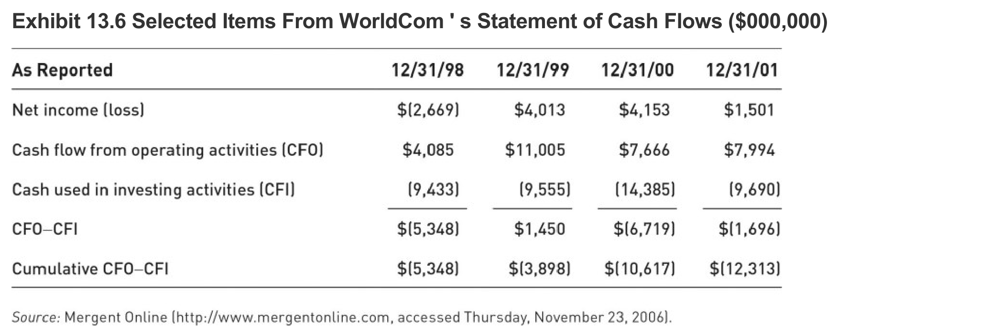 Exhibit 13.6 Selected Items From WorldCom ' s Statement of Cash Flows ($000,000)
As Reported 12/31/98 12/31/99 12/31/00 12/31/01
Net income (loss) $(2,669) $4,013 $4,153 $1,501
Cash flow from operating activities (CFO) $4,085 $11,005 $7,666 $7,994
Cash used in investing activities (CFI) (9,433) (9,555) (14,385) (9,690)
CFO–CFI $(5,348) $1,450 $(6,719) $(1,696)
Cumulative CFO–CFI $(5,348) $(3,898) $(10,617) $(12,313)
Source: Mergent Online (http://www.mergentonline.com, accessed Thursday, November 23, 2006).